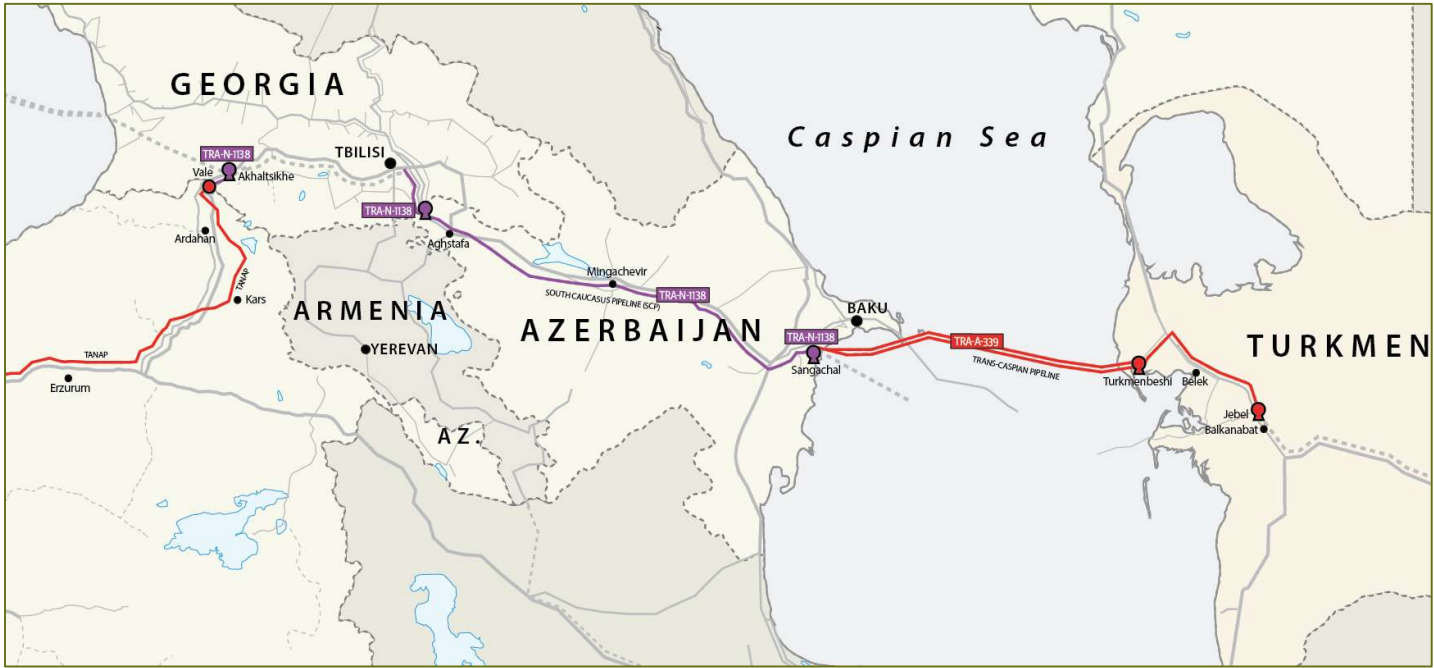 GEORGIA
Caspian Sea
TBILISI
TRA-N-1138
Vale
Akhaltsikhe
TRA-N-1138
Ardahan
Aghstafa
Mingachevir
TANAP
Kars
SOUTH CAUCASUS PIPELINE (SCP)
TRA-N-1138
ARMENIA
BAKU
AZERBAIJAN
TRA-N-1138
TRA-A-339
TURKMEN
YEREVAN
TANAP
Sangachal
TRANS-CASPIAN PIPELINE
Turkmenbeshi
Belek
Erzurum
Jebel
Balkanabat
AZ.